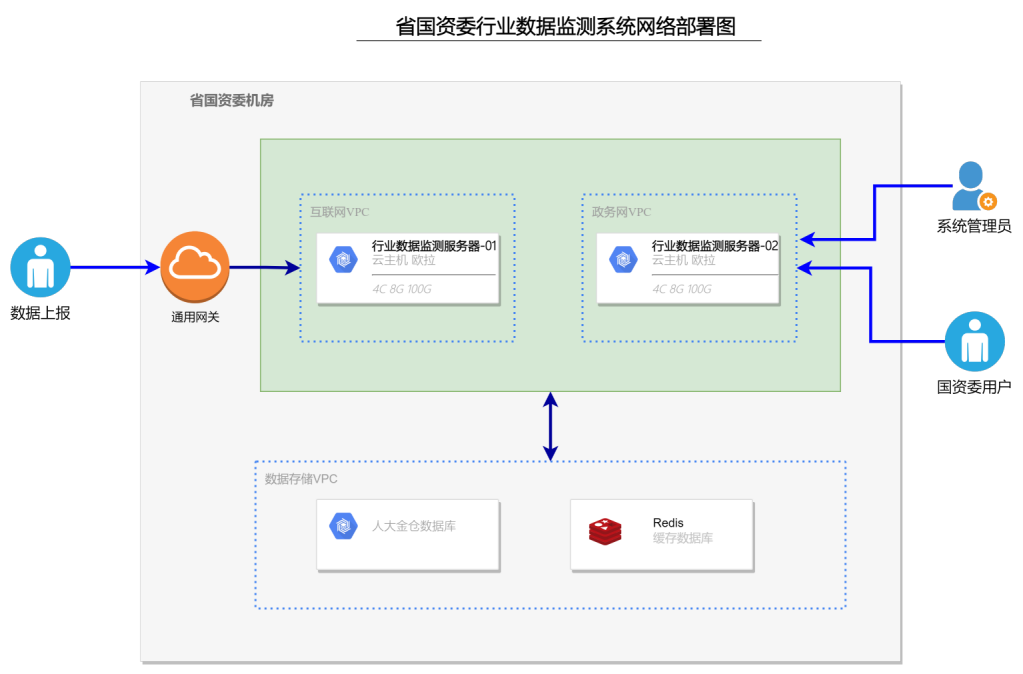 省国资委行业数据监测系统网络部署图
省国资委机房
互联网VPC
行业数据监测服务器-01
云主机 欧拉
4C 8G 100G
政务网VPC
行业数据监测服务器-02
云主机 欧拉
4C 8G 100G
系统管理员
数据上报
通用网关
国资委用户
数据存储VPC
人大金仓数据库
Redis
缓存数据库